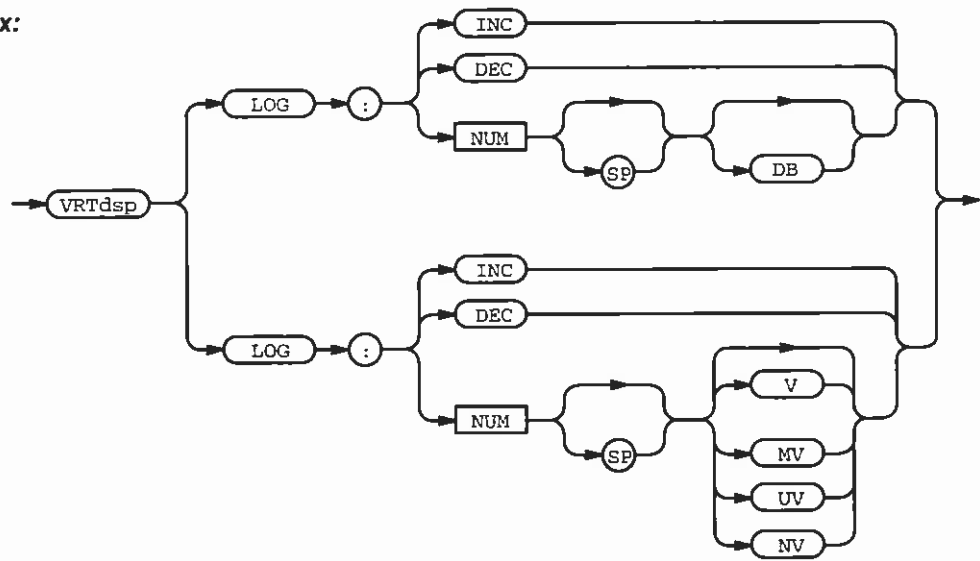 x:
INC
DEC
LOG :
NUM
SP
DB
VRTdsp
INC
DEC
LOG :
NUM
SP
V
MV
UV
NV